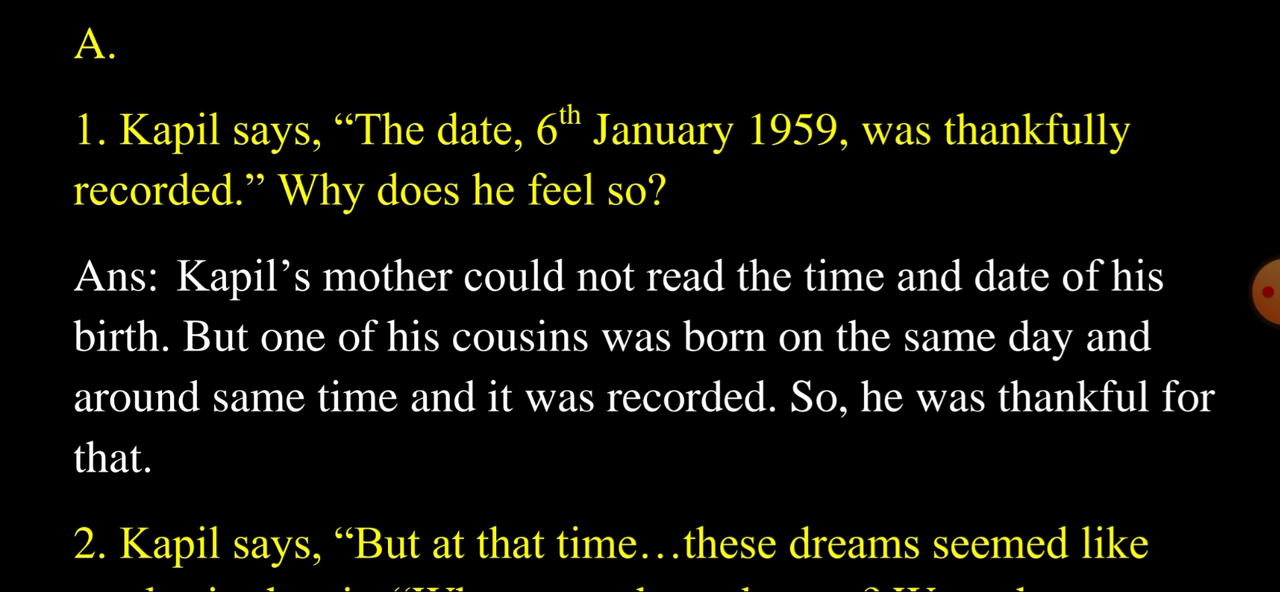 A.
1. Kapil says, “The date, 6th January 1959, was thankfully
recorded.” Why does he feel so?
Ans: Kapil’s mother could not read the time and date of his
birth. But one of his cousins was born on the same day and
around same time and it was recorded. So, he was thankful for
that.
2. Kapil says, “But at that time…these dreams seemed like